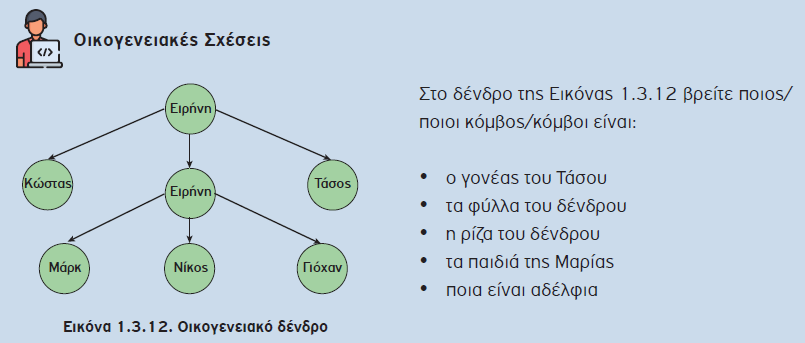 Οικογενειακές Σχέσεις
Ειρήνη
Κώστας
Ειρήνη
Τάσος
Μάρκ
Νίκος
Γιόχαν
Εικόνα 1.3.12. Οικογενειακό δένδρο
Στο δένδρο της Εικόνας 1.3.12 βρείτε ποιος/
ποιοι κόμβος/κόμβοι είναι:
• ο γονέας του Τάσου
• τα φύλλα του δένδρου
• η ρίζα του δένδρου
• τα παιδιά της Μαρίας
• ποια είναι αδέλφια